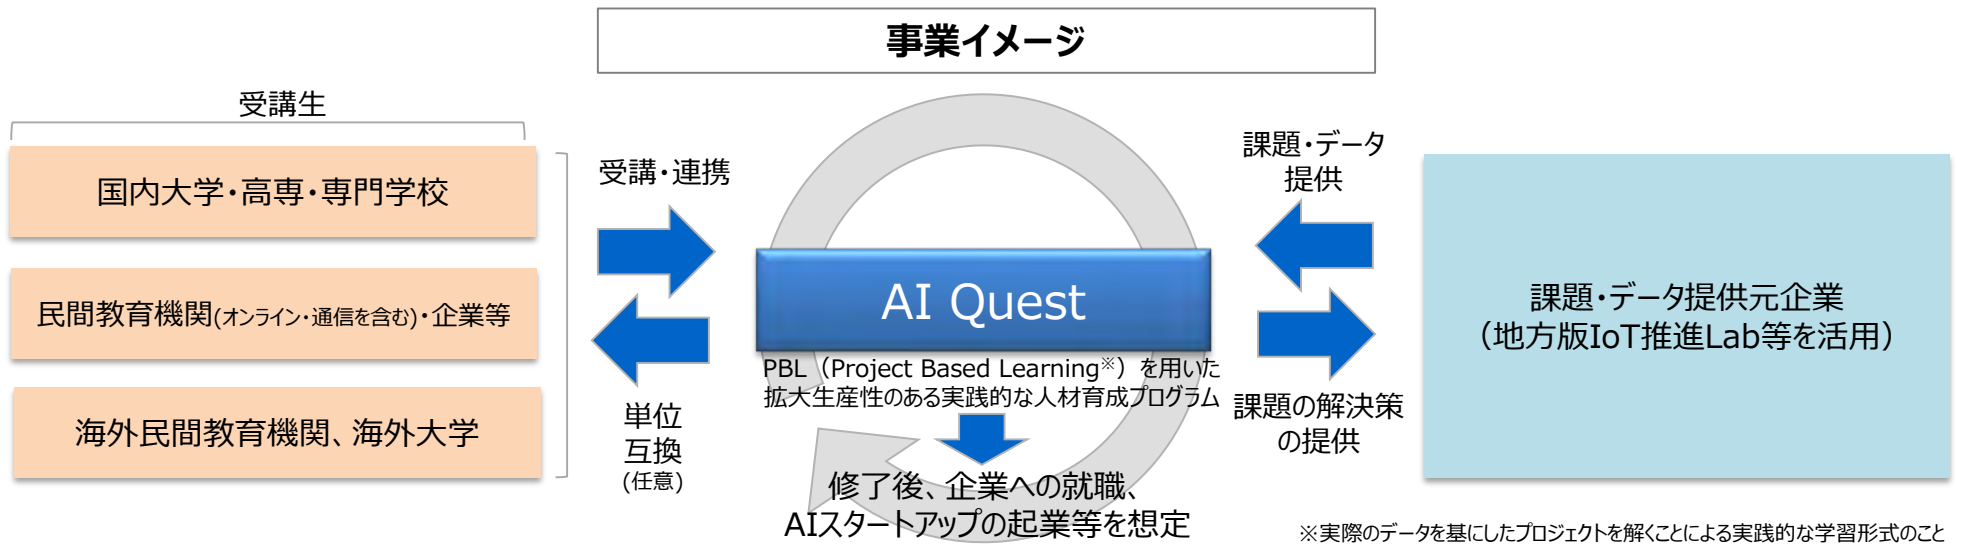 事業イメージ
受講生
国内大学・高専・専門学校
民間教育機関(オンライン・通信を含む)・企業等
海外民間教育機関、海外大学
受講・連携
単位
互換
(任意)
AI Quest
PBL（Project Based Learning※）を用いた
拡大生産性のある実践的な人材育成プログラム
修了後、企業への就職、
AIスタートアップの起業等を想定
課題・データ
提供
課題の解決策
の提供
課題・データ提供元企業
（地方版IoT推進Lab等を活用）
※実際のデータを基にしたプロジェクトを解くことによる実践的な学習形式のこと